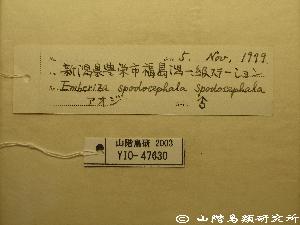 5. Nov, 1999.
新潟県豊栄市福島潟一級ステーション
Emberiza spodocephala spodocephala
アオジ ♂
山階鳥研 2003
YIO-47630
© 山階鳥類研究所